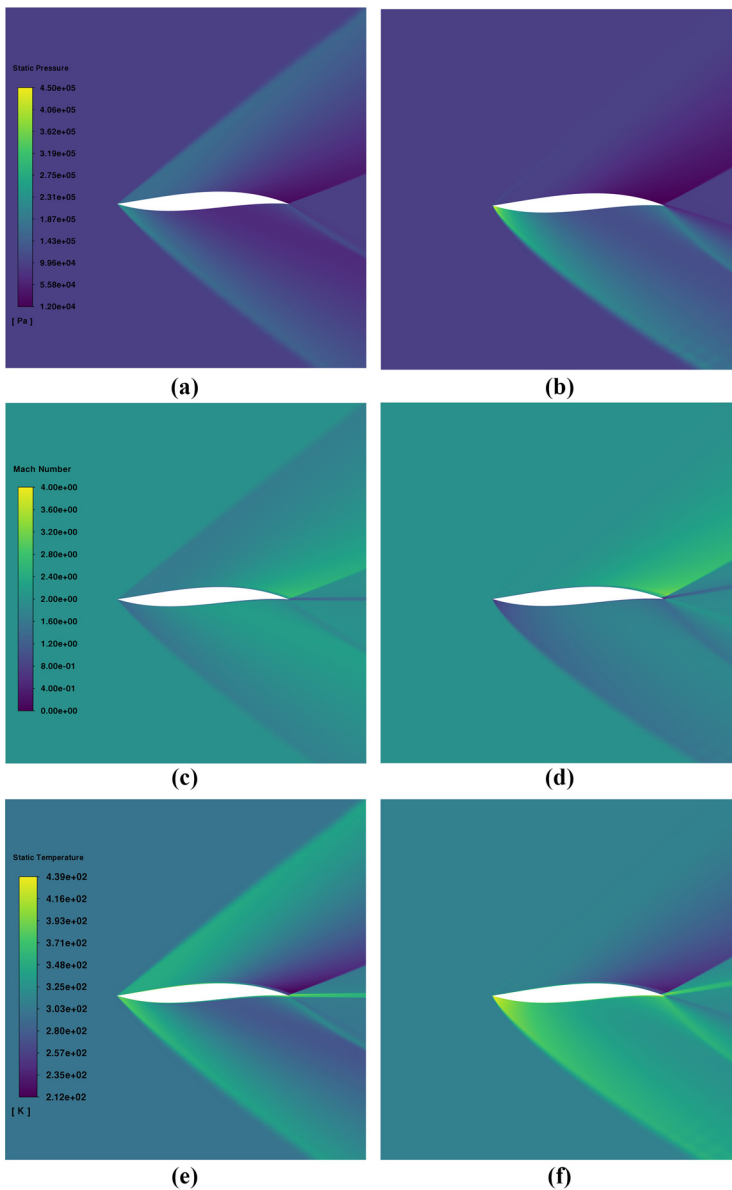 Static Pressure
4.50e+05
4.06e+05
3.62e+05
3.19e+05
2.75e+05
2.31e+05
1.87e+05
1.43e+05
9.96e+04
5.58e+04
1.20e+04
[ Pa ]
(a)
(b)
Mach Number
4.00e+00
3.60e+00
3.20e+00
2.80e+00
2.40e+00
2.00e+00
1.60e+00
1.20e+00
8.00e-01
4.00e-01
0.00e+00
(c)
(d)
Static Temperature
4.39e+02
4.16e+02
3.93e+02
3.71e+02
3.48e+02
3.25e+02
3.03e+02
2.80e+02
2.57e+02
2.35e+02
2.12e+02
[ K ]
(e)
(f)